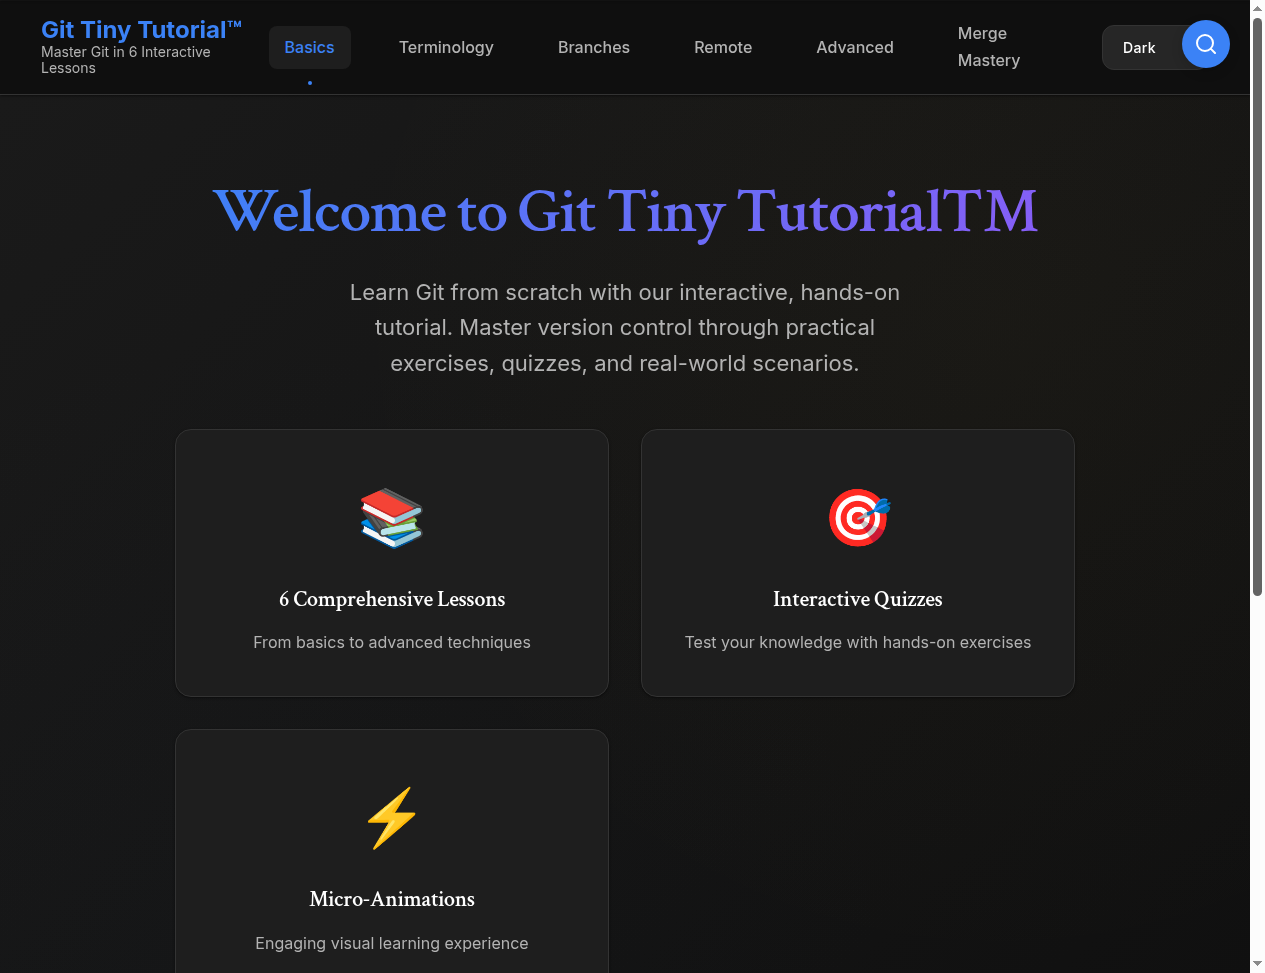 Git Tiny Tutorial™
Master Git in 6 Interactive
Lessons
Basics
Terminology
Branches
Remote
Advanced
Merge
Mastery
Dark
Welcome to Git Tiny TutorialTM
Learn Git from scratch with our interactive, hands-on
tutorial. Master version control through practical
exercises, quizzes, and real-world scenarios.
6 Comprehensive Lessons
From basics to advanced techniques
Interactive Quizzes
Test your knowledge with hands-on exercises
Micro-Animations
Engaging visual learning experience